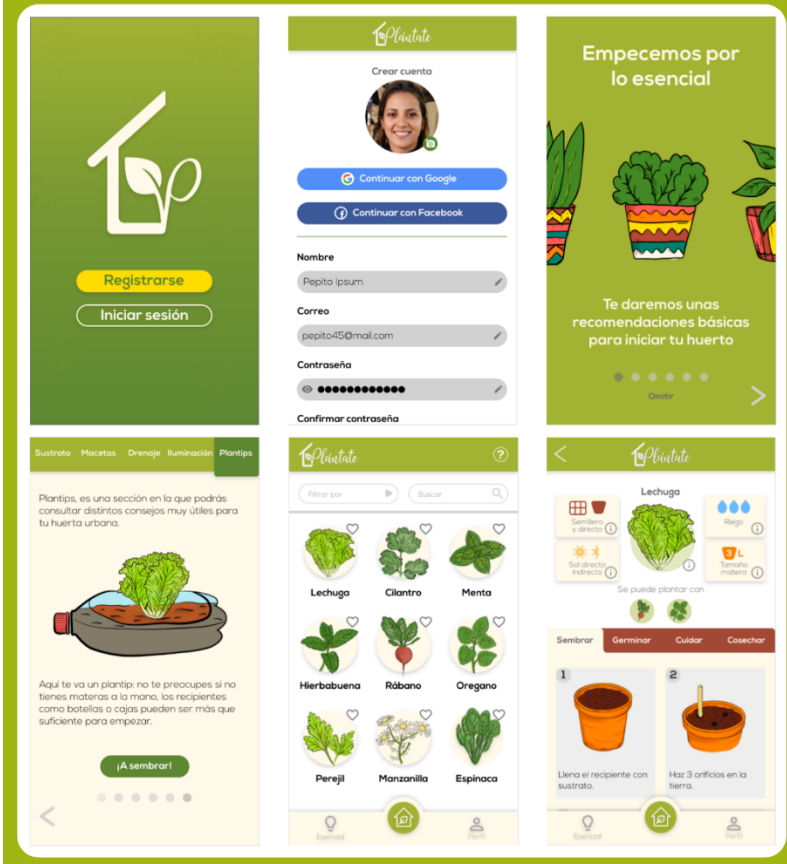 Registrarse
Iniciar sesión
Plántate
Crear cuenta
Continuar con Google
Continuar con Facebook
Nombre
Pepito Ipsum
Correo
pepito45@mail.com
Contraseña
Confirmar contraseña
Empecemos por
lo esencial
Te daremos unas
recomendaciones básicas
para iniciar tu huerto
Omitir
Sustrato Macetas Drenaje Iluminación Plantips
Plantips, es una sección en la que podrás
consultar distintos consejos muy útiles para
tu huerta urbana.
Aquí te va un plantip: no te preocupes si no
tienes materas a la mano, los recipientes
como botellas o cajas pueden ser más que
suficiente para empezar.
¡A sembrar!
Plántate ?
Filtrar por Buscar
Lechuga Cilantro Menta
Hierbabuena Rábano Oregano
Perejil Manzanilla Espinaca
Esencial Perfil
Plántate
Lechuga
Semillero
y directo
Riego
Sol directo
indirecto
3 L
Tamaño
matera
Se puede plantar con
Sembrar Germinar Cuidar Cosechar
1
Llena el recipiente con
sustrato.
2
Haz 3 orificios en la
tierra.
Esencial Perfil